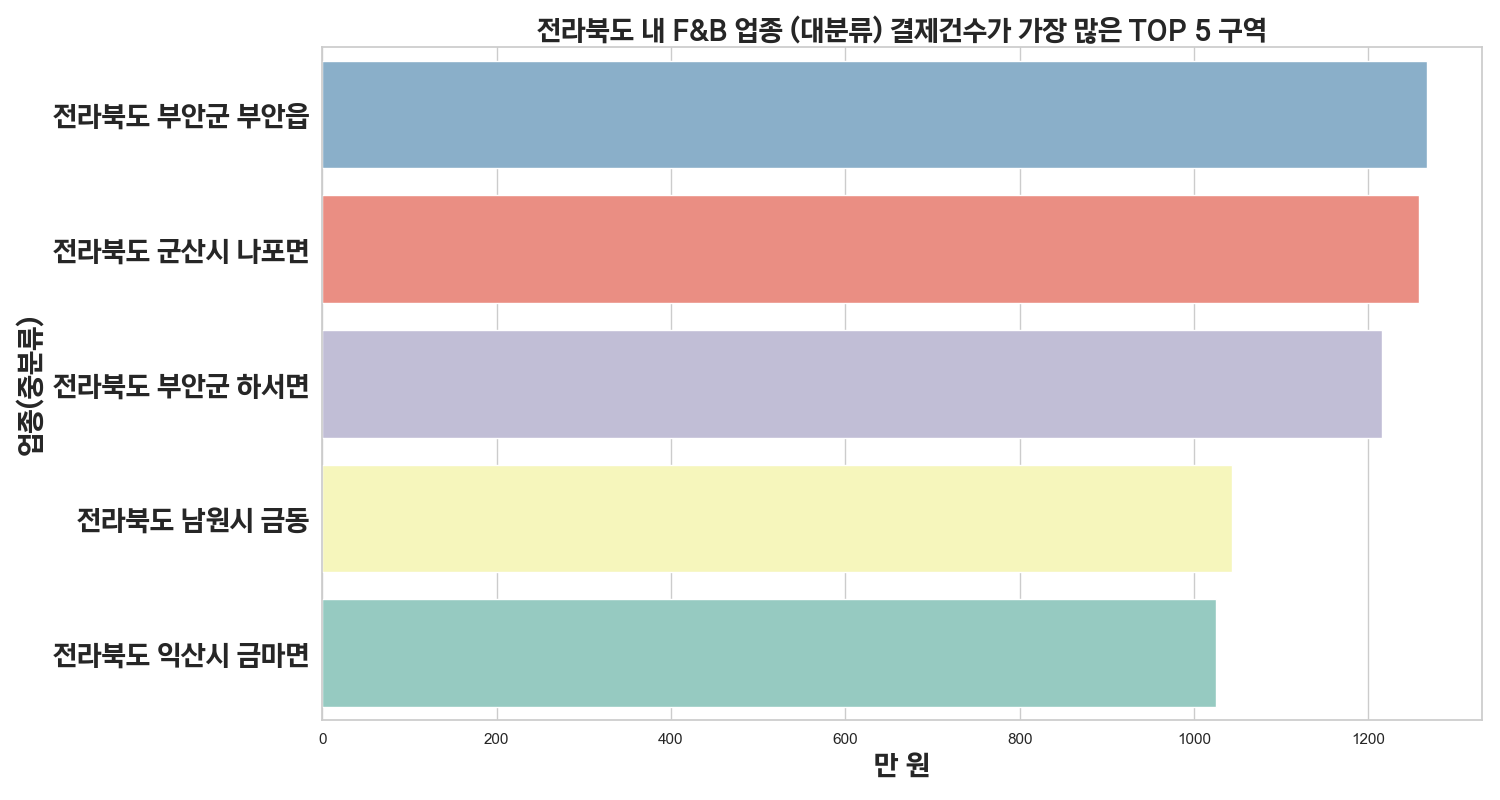 전라북도 내 F&B 업종 (대분류) 결제건수가 가장 많은 TOP 5 구역
업종(중분류)
전라북도 부안군 부안읍
전라북도 군산시 나포면
전라북도 부안군 하서면
전라북도 남원시 금동
전라북도 익산시 금마면
0 200 400 600 800 1000 1200
만 원